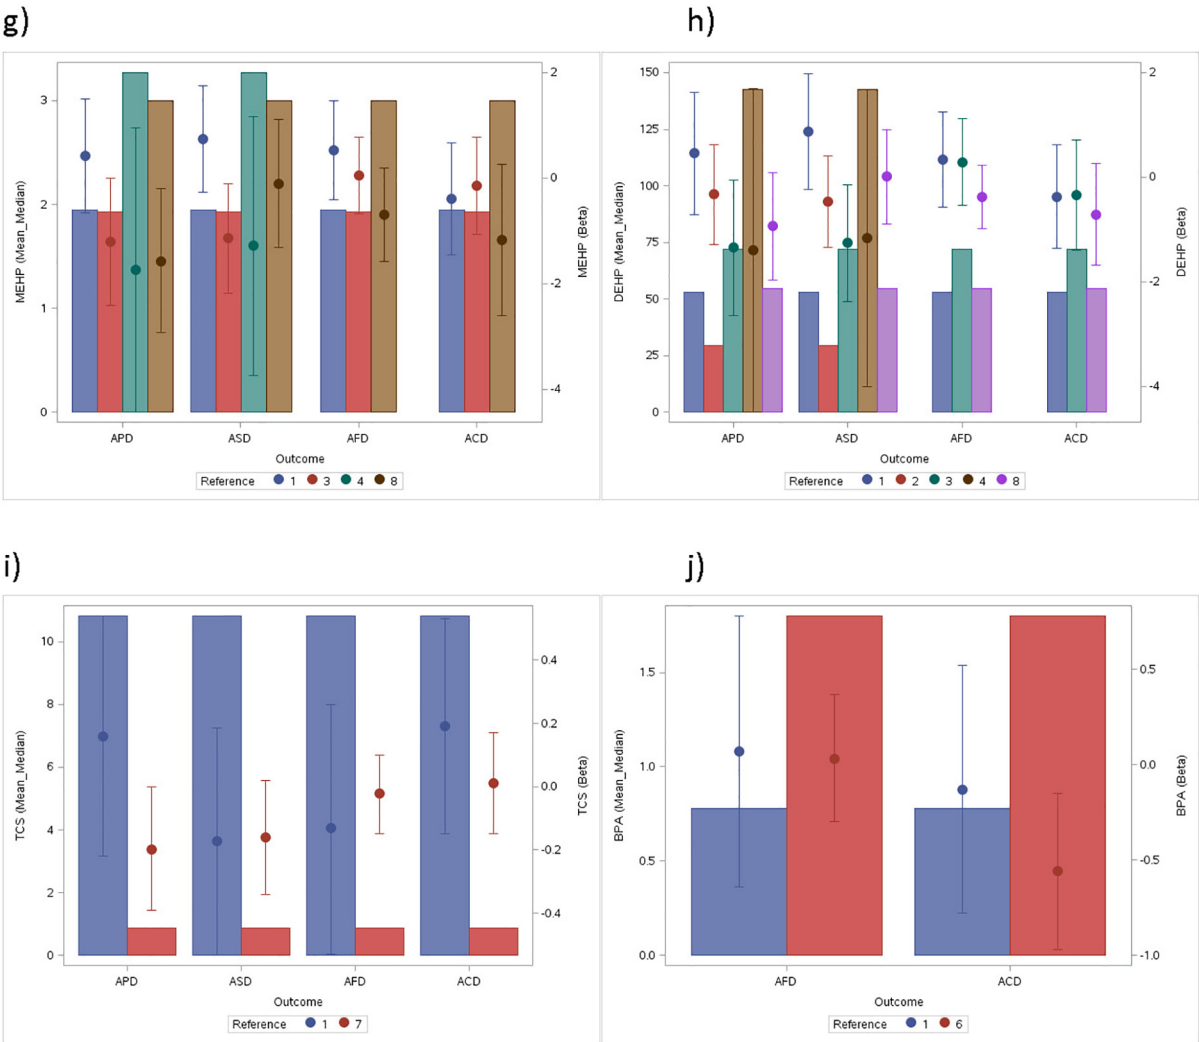 g)
h)
3
2
1
0
MEHP (Mean_Median)
2
0
-2
-4
MEHP (Beta)
APD ASD AFD ACD
Outcome
Reference 1 3 4 8
150
125
100
75
50
25
0
DEHP (Mean_Median)
2
0
-2
-4
DEHP (Beta)
APD ASD AFD ACD
Outcome
Reference 1 2 3 4 8
i)
j)
10
8
6
4
2
0
TCS (Mean_Median)
0.4
0.2
0.0
-0.2
-0.4
TCS (Beta)
APD ASD AFD ACD
Outcome
Reference 1 7
1.5
1.0
0.5
0.0
BPA (Mean_Median)
0.5
0.0
-0.5
-1.0
BPA (Beta)
AFD ACD
Outcome
Reference 1 6